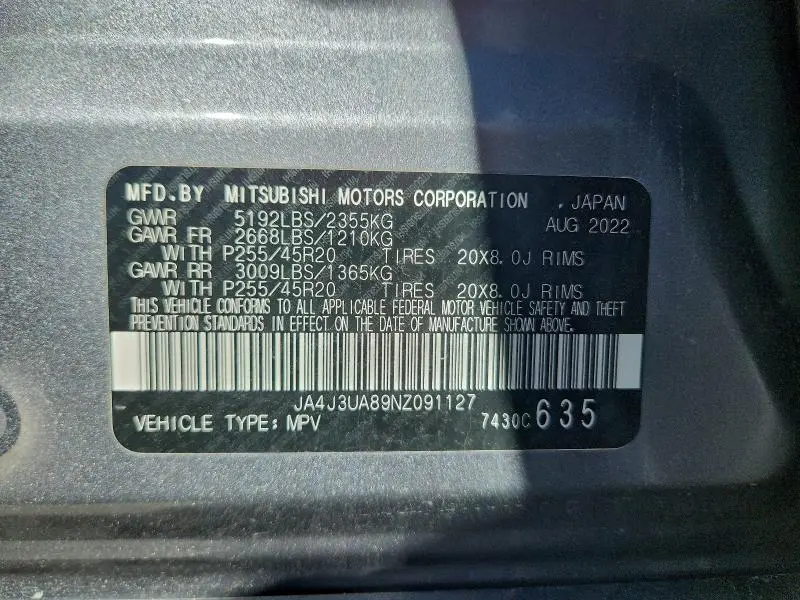 MFD.BY MITSUBISHI MOTORS CORPORATION . JAPAN
GVWR 5192LBS/2355KG AUG 2022
GAWR FR 2668LBS/1210KG
WITH P255/45R20 TIRES 20X8.0J RIMS
GAWR RR 3009LBS/1365KG
WITH P255/45R20 TIRES 20X8.0J RIMS
THIS VEHICLE CONFORMS TO ALL APPLICABLE FEDERAL MOTOR VEHICLE SAFETY AND THEFT
PREVENTION STANDARDS IN EFFECT ON THE DATE OF MANUFACTURE SHOWN ABOVE.
JA4J3UA89NZ091127
VEHICLE TYPE: MPV 7430C 635